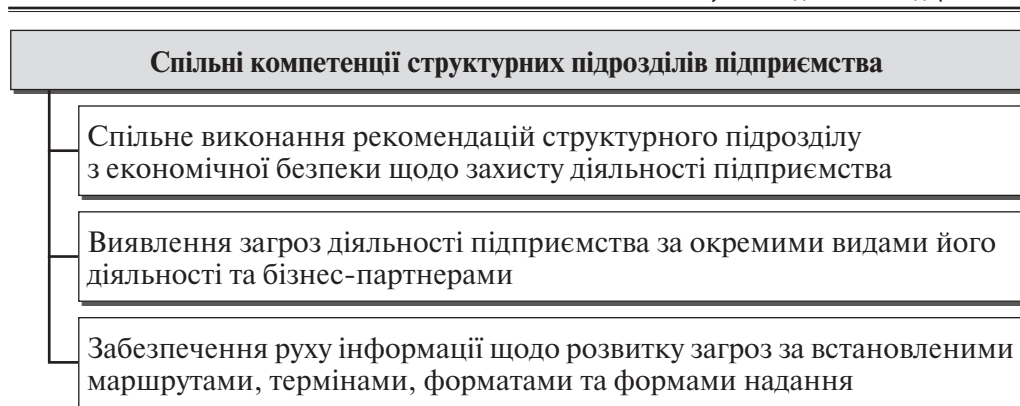 Спільні компетенції структурних підрозділів підприємства
Спільне виконання рекомендацій структурного підрозділу
з економічної безпеки щодо захисту діяльності підприємства
Виявлення загроз діяльності підприємства за окремими видами його
діяльності та бізнес-партнерами
Забезпечення руху інформації щодо розвитку загроз за встановленими
маршрутами, термінами, форматами та формами надання